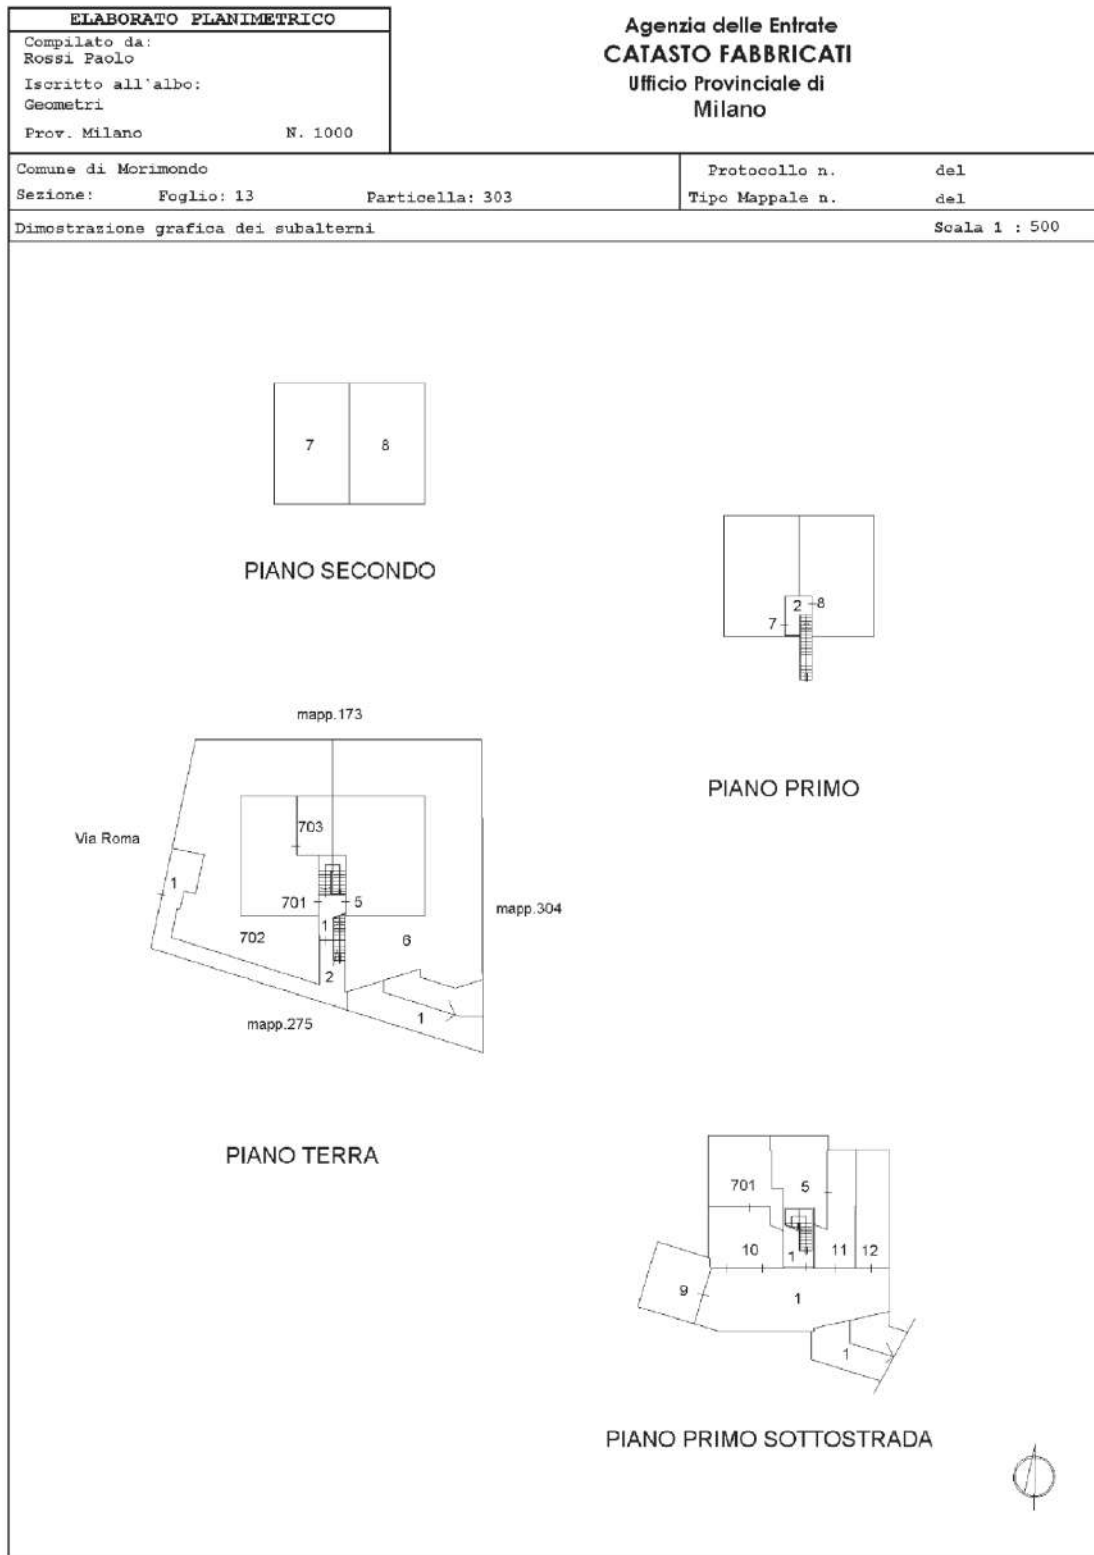 ELABORATO PLANIMETRICO
Compilato da:
Rossi Paolo
Iscritto all'albo:
Geometri
Prov. Milano N. 1000
Agenzia delle Entrate
CATASTO FABBRICATI
Ufficio Provinciale di
Milano
Comune di Morimondo
Sezione: Foglio: 13 Particella: 303
Protocollo n. del
Tipo Mappale n. del
Dimostrazione grafica dei subalterni Scala 1 : 500
7 8
PIANO SECONDO
2 8
7
PIANO PRIMO
mapp.173
703
Via Roma
1
701 5
1
702 6
2
mapp.304
mapp.275
1
PIANO TERRA
701 5
10 1 11 12
9
1
1
PIANO PRIMO SOTTOSTRADA